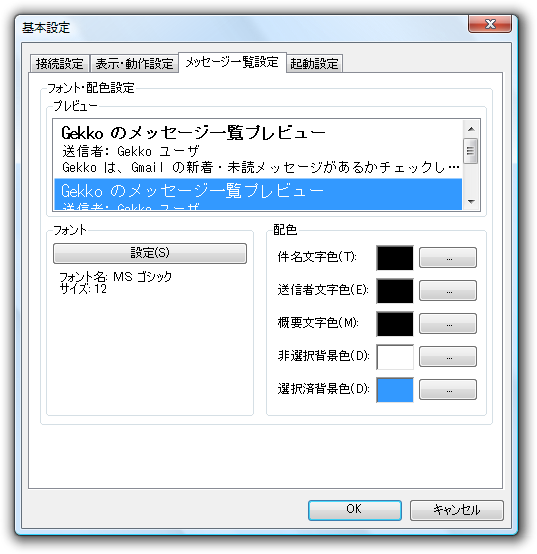 基本設定
接続設定 表示・動作設定 メッセージ一覧設定 起動設定
フォント・配色設定
プレビュー
Gekko のメッセージ一覧プレビュー
送信者: Gekko ユーザ
Gekko は、Gmail の新着・未読メッセージがあるかチェックし…
Gekko のメッセージ一覧プレビュー
送信者: Gekko ユーザ
フォント
設定(S)
フォント名: MS ゴシック
サイズ: 12
配色
件名文字色(T): ...
送信者文字色(E): ...
概要文字色(M): ...
非選択背景色(D): ...
選択済背景色(D): ...
OK キャンセル